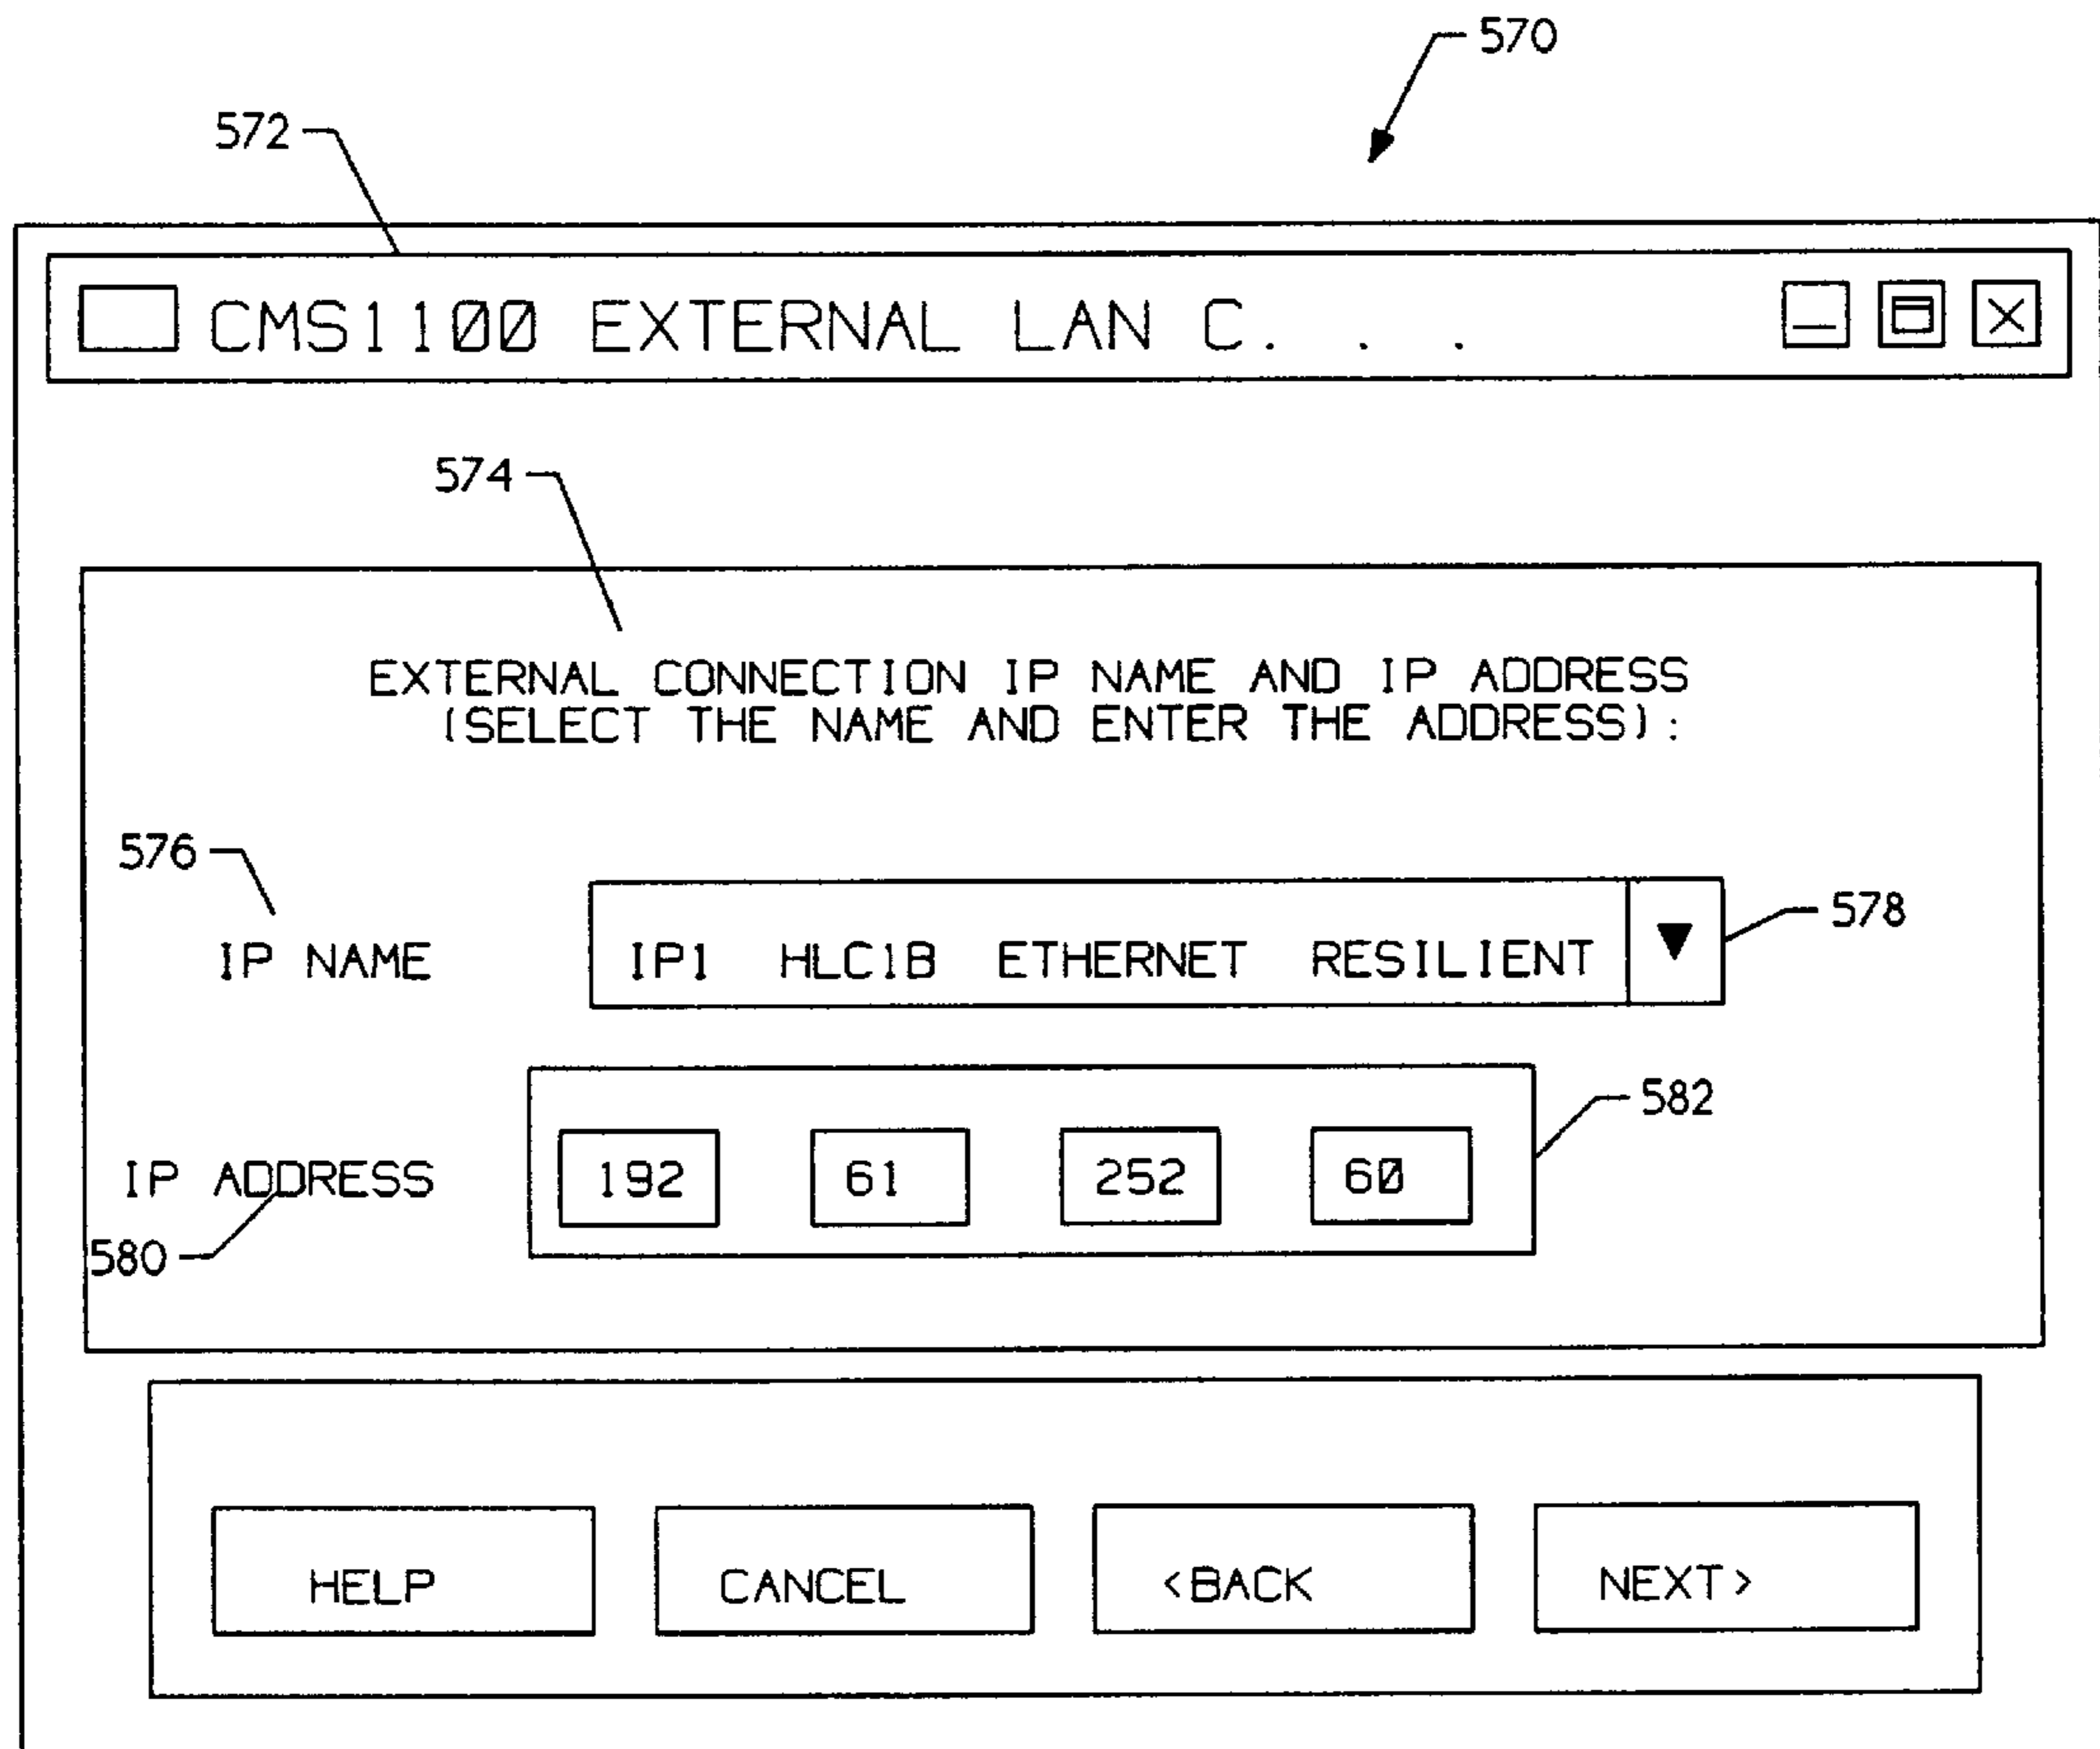 570
572
CMS1100 EXTERNAL LAN C. . .
574
EXTERNAL CONNECTION IP NAME AND IP ADDRESS
(SELECT THE NAME AND ENTER THE ADDRESS):
576
IP NAME
IP1 HLC1B ETHERNET RESILIENT
578
582
IP ADDRESS
192 61 252 60
580
HELP CANCEL <BACK NEXT>